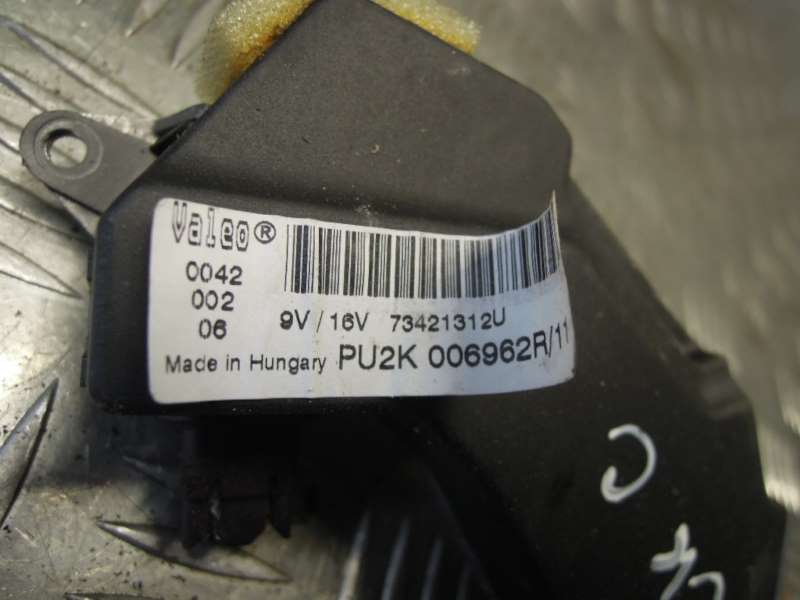 Valeo®
0042
002
06
9V / 16V 73421312U
Made in Hungary PU2K 006962R/11